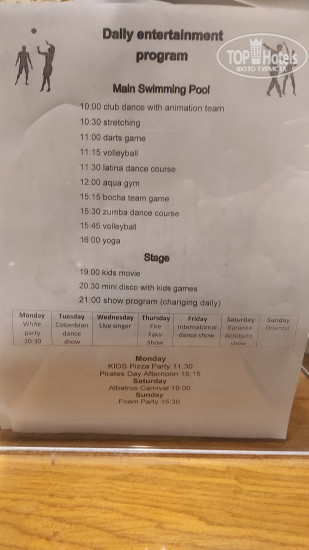 Daily entertainment
program
TOP Hotels
ФОТО ТУРИСТА
Main Swimming Pool
10:00 club dance with animation team
10:30 stretching
11:00 darts game
11:15 volleyball
11:30 latina dance course
12:00 aqua gym
15:15 bocha team game
15:30 zumba dance course
15:45 volleyball
16:00 yoga
Stage
19:00 kids movie
20:30 mini disco with kids games
21:00 show program (changing daily)
Monday Tuesday Wednesday Thursday Friday Saturday Sunday
White Colombian Live singer Fire International Karaoke Oriental
party dance Fakir dance show Acrobatic
20:30 show Show show
Monday
KIDS Pizza Party 11:30
Pirates Day Afternoon 15.15
Saturday
Albatros Carnival 19:00
Sunday
Foam Party 15:30